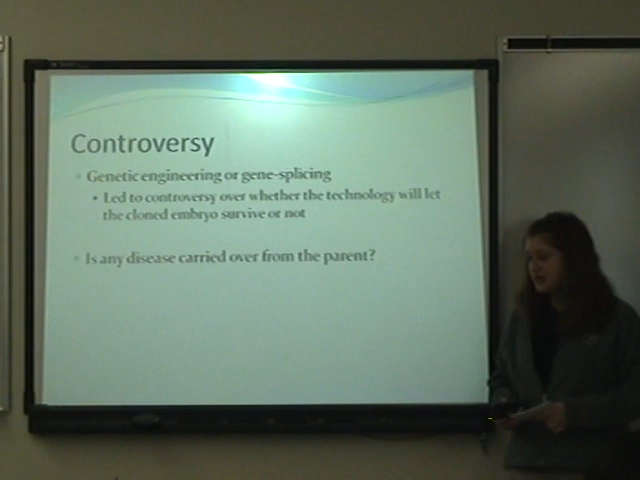 Controversy
Genetic engineering or gene-splicing
Led to controversy over whether the technology will let
the cloned embryo survive or not
Is any disease carried over from the parent?